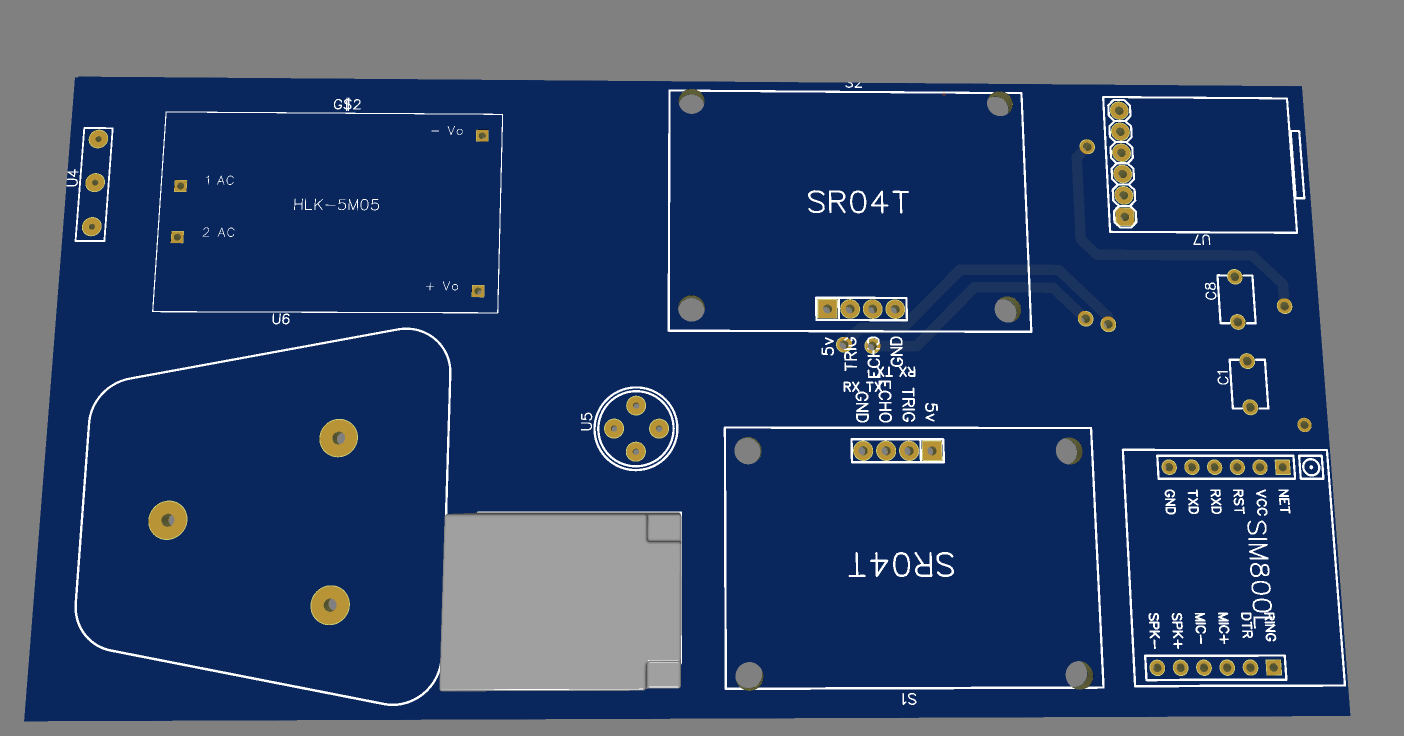 S2
G$2
- Vo
U4
1 AC
HLK-5M05
2 AC
SR04T
U7
+ Vo
U6
C8
5v
TRIG
ECHO
GND
RX TX
RX TX
C1
GND
ECHO
TRIG
5v
U5
GND
TXD
RXD
RST
VCC
NET
SIM800L
SR04T
SPK-
SPK+
MIC-
MIC+
DTR
RING
S1